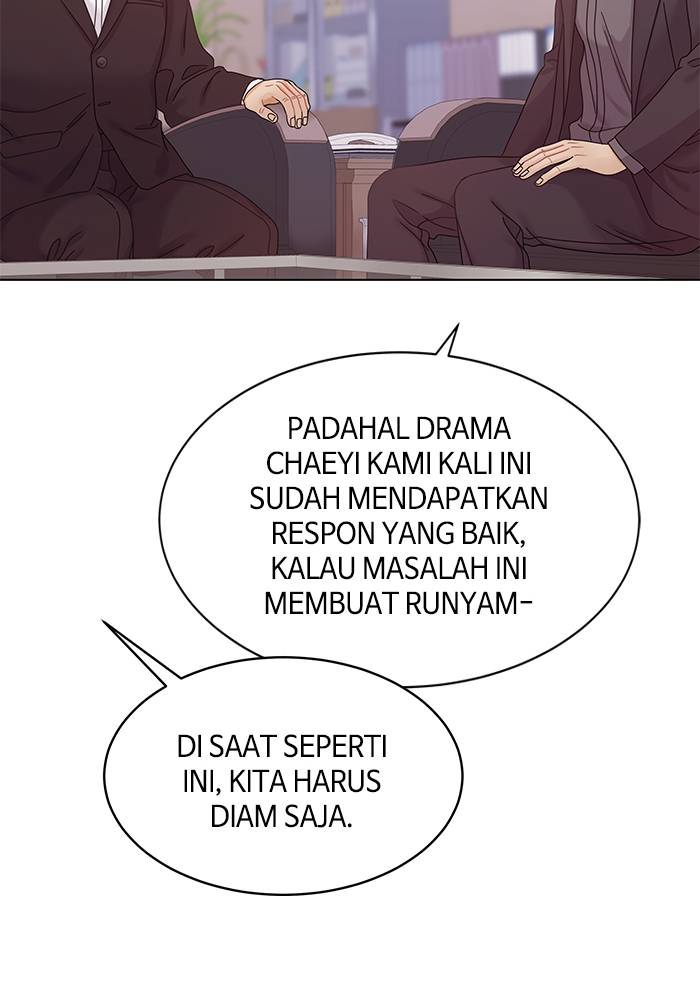 PADAHAL DRAMA
CHAEYI KAMI KALI INI
SUDAH MENDAPATKAN
RESPON YANG BAIK,
KALAU MASALAH INI
MEMBUAT RUNYAM-
DI SAAT SEPERTI
INI, KITA HARUS
DIAM SAJA.